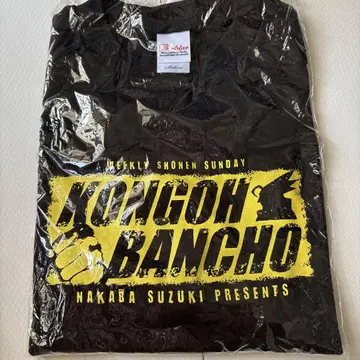 WEEKLY SHONEN SUNDAY
KONGOH
BANCHO
NAKABA SUZUKI PRESENTS